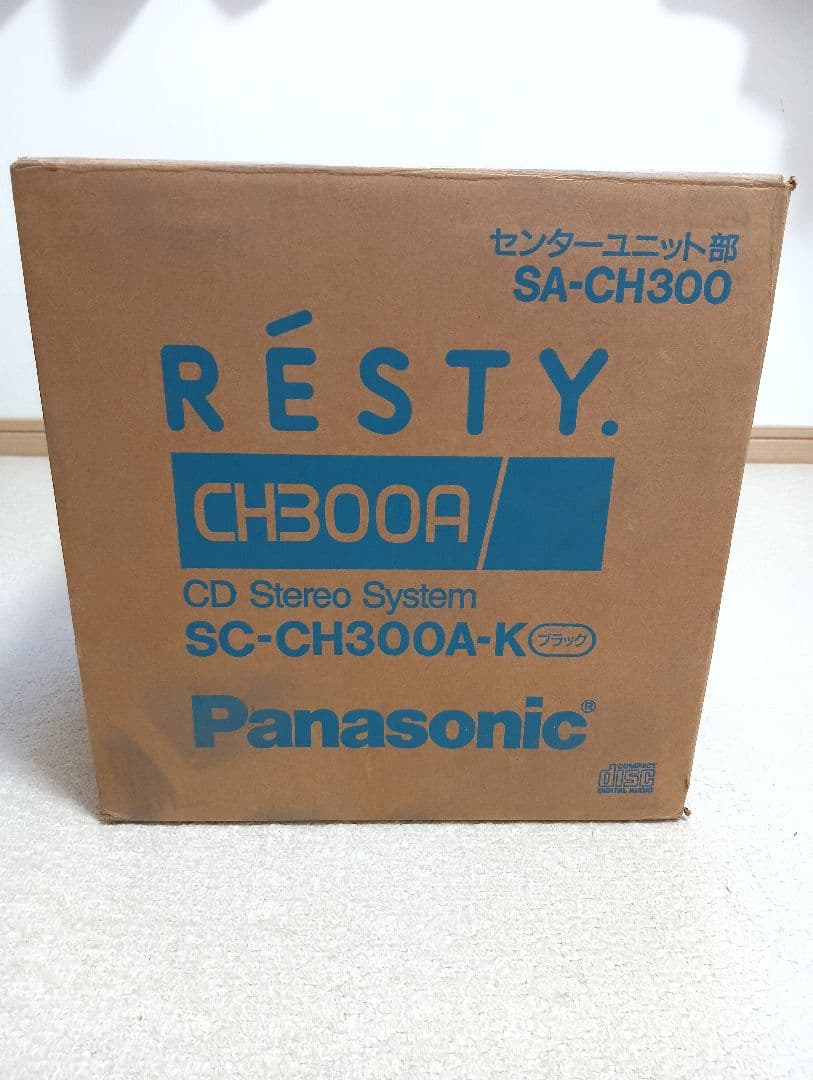 センターユニット部
SA-CH300
RÉSTY.
CH300A
CD Stereo System
SC-CH300A-K ブラック
Panasonic®
COMPACT
disc
DIGITAL AUDIO